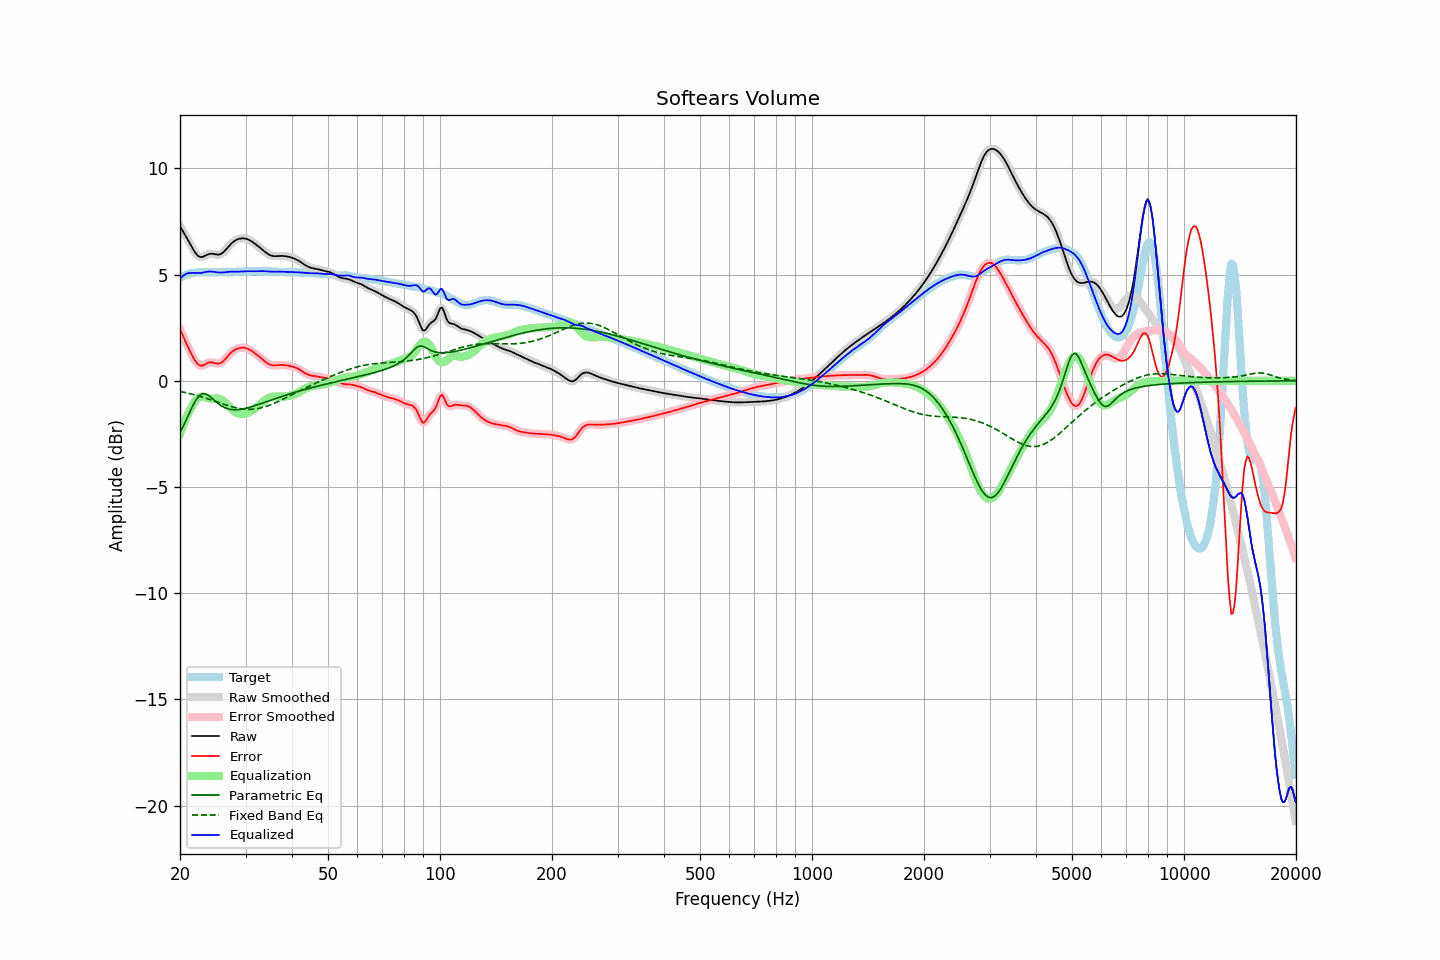 Softears Volume
Amplitude (dBr)
10
5
0
−5
−10
−15
−20
Target
Raw Smoothed
Error Smoothed
Raw
Error
Equalization
Parametric Eq
Fixed Band Eq
Equalized
20 50 100 200 500 1000 2000 5000 10000 20000
Frequency (Hz)